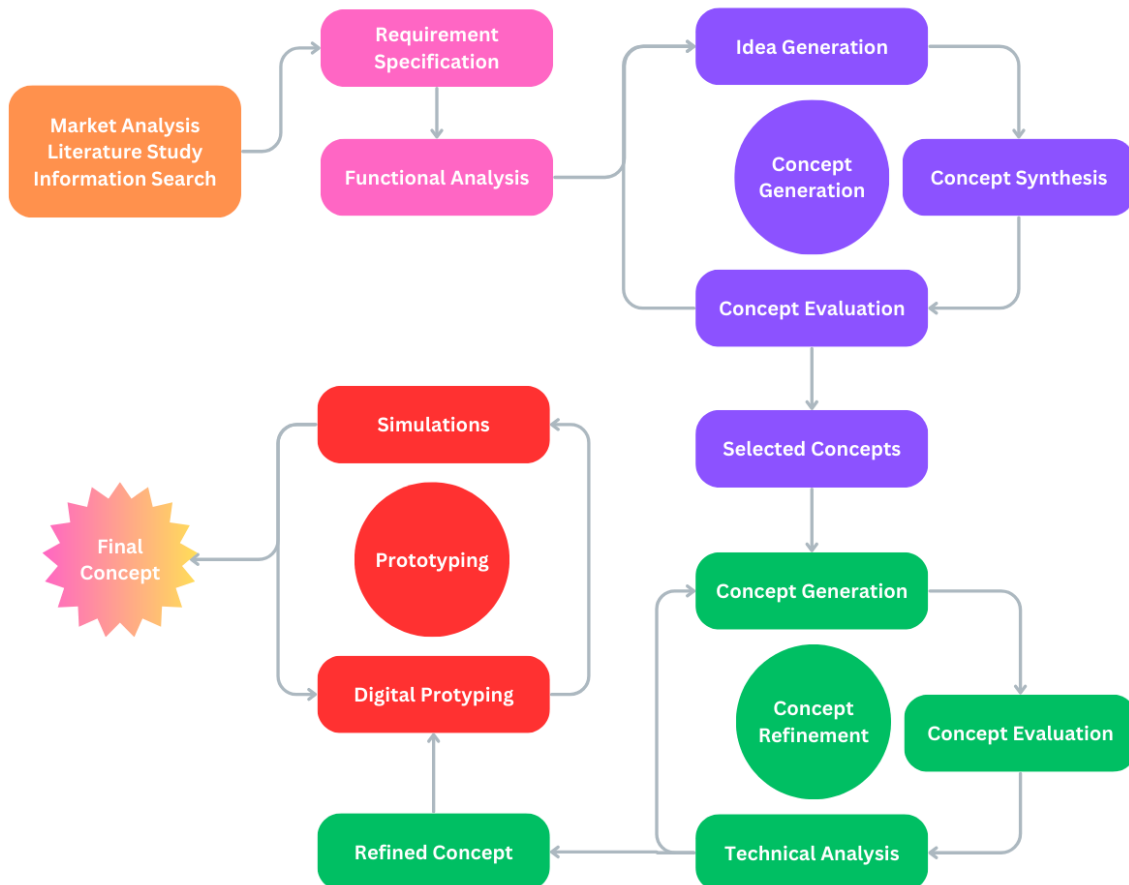 Market Analysis
Literature Study
Information Search
Requirement
Specification
Functional Analysis
Idea Generation
Concept
Generation
Concept Synthesis
Concept Evaluation
Selected Concepts
Concept Generation
Concept
Refinement
Concept Evaluation
Technical Analysis
Refined Concept
Digital Protyping
Prototyping
Simulations
Final
Concept